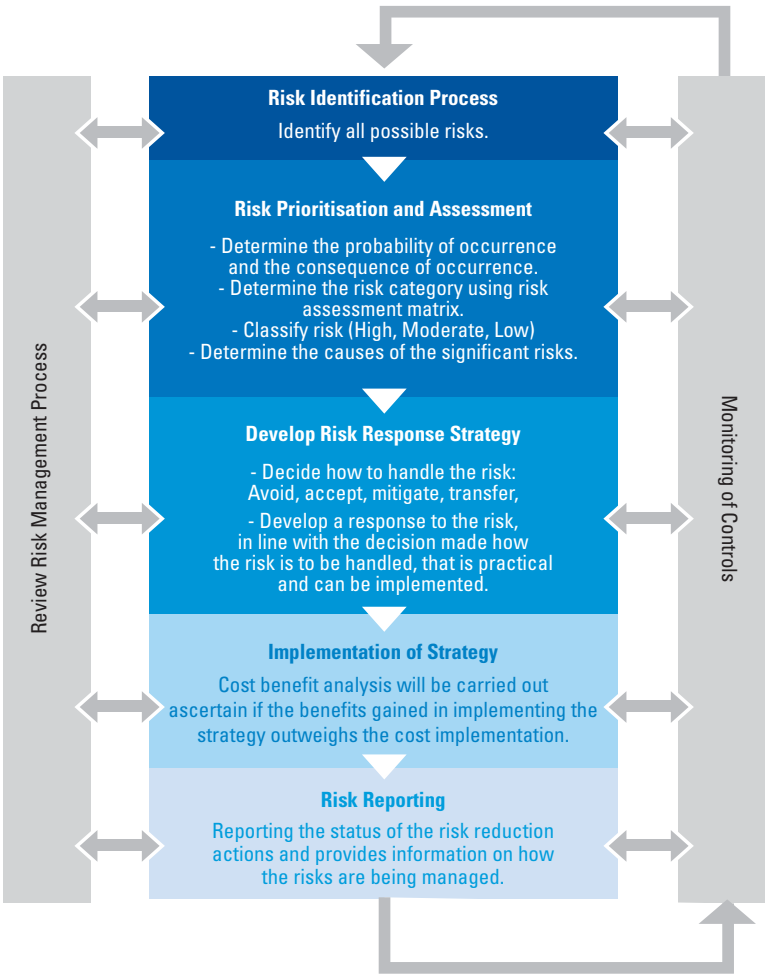 Risk Identification Process
Identify all possible risks.
Risk Prioritisation and Assessment
- Determine the probability of occurrence
and the consequence of occurrence.
- Determine the risk category using risk
assessment matrix.
- Classify risk (High, Moderate, Low)
- Determine the causes of the significant risks.
Develop Risk Response Strategy
- Decide how to handle the risk:
Avoid, accept, mitigate, transfer,
- Develop a response to the risk,
in line with the decision made how
the risk is to be handled, that is practical
and can be implemented.
Implementation of Strategy
Cost benefit analysis will be carried out
ascertain if the benefits gained in implementing the
strategy outweighs the cost implementation.
Risk Reporting
Reporting the status of the risk reduction
actions and provides information on how
the risks are being managed.
Review Risk Management Process
Monitoring of Controls